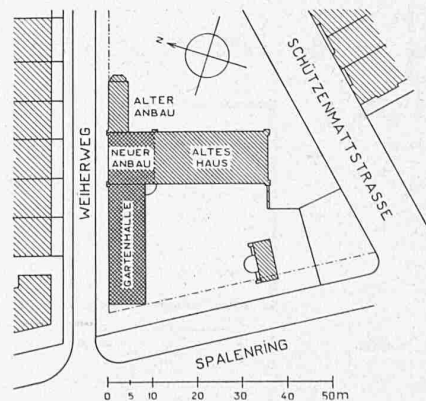 N
SCHÜTZENMATTSTRASSE
ALTER
ANBAU
NEUER
ANBAU
ALTES
HAUS
WEIHERWEG
GARTENHALLE
SPALENRING
0 5 10 20 30 40 50m